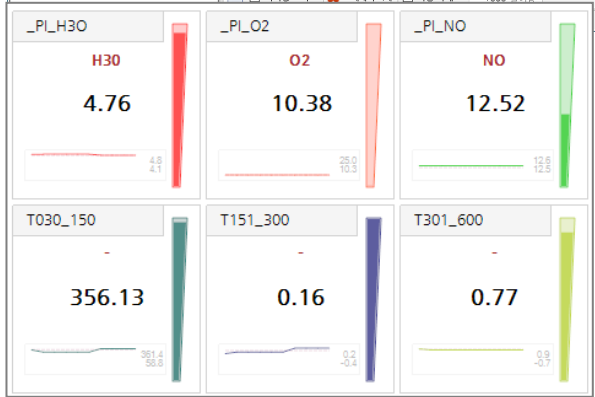 _PI_H3O
_PI_O2
_PI_NO
H30
O2
NO
4.76
10.38
12.52
4.8
4.1
25.0
10.3
12.6
12.5
T030_150
T151_300
T301_600
-
-
-
356.13
0.16
0.77
361.4
58.8
0.2
-0.4
0.9
-0.7